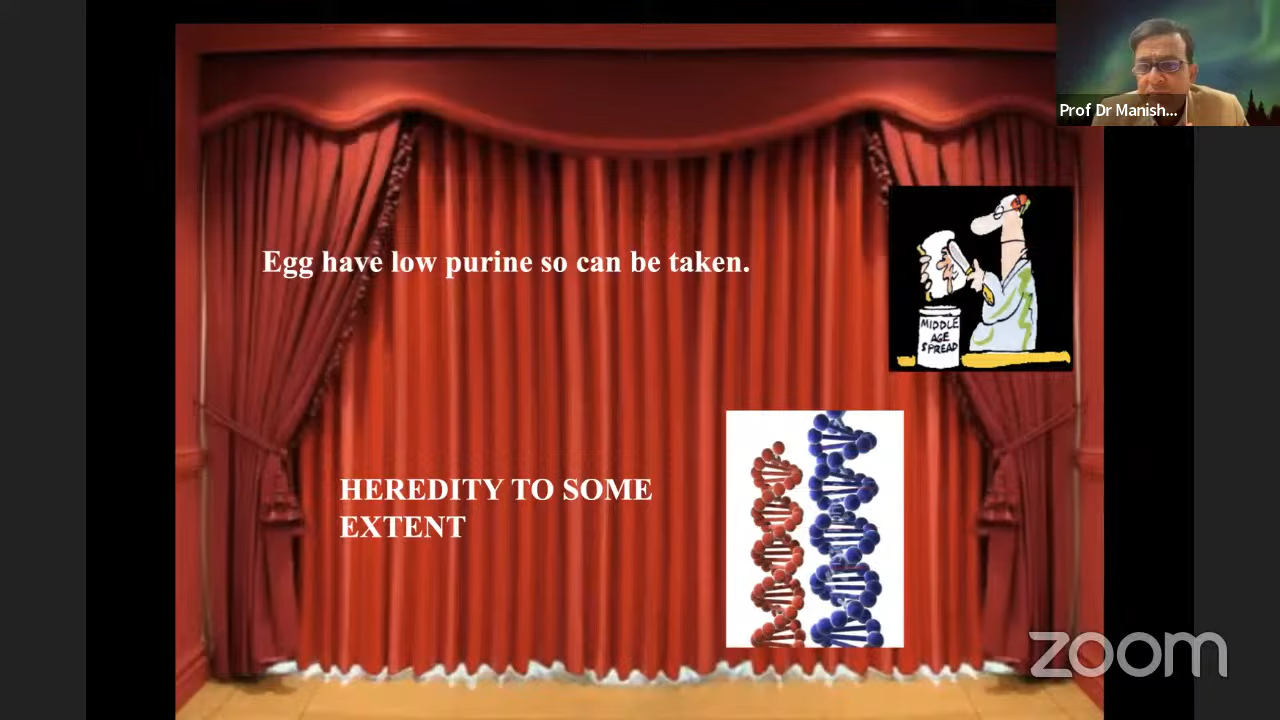 Prof Dr Manish...
Egg have low purine so can be taken.
MIDDLE
AGE
SPREAD
HEREDITY TO SOME
EXTENT
zoom